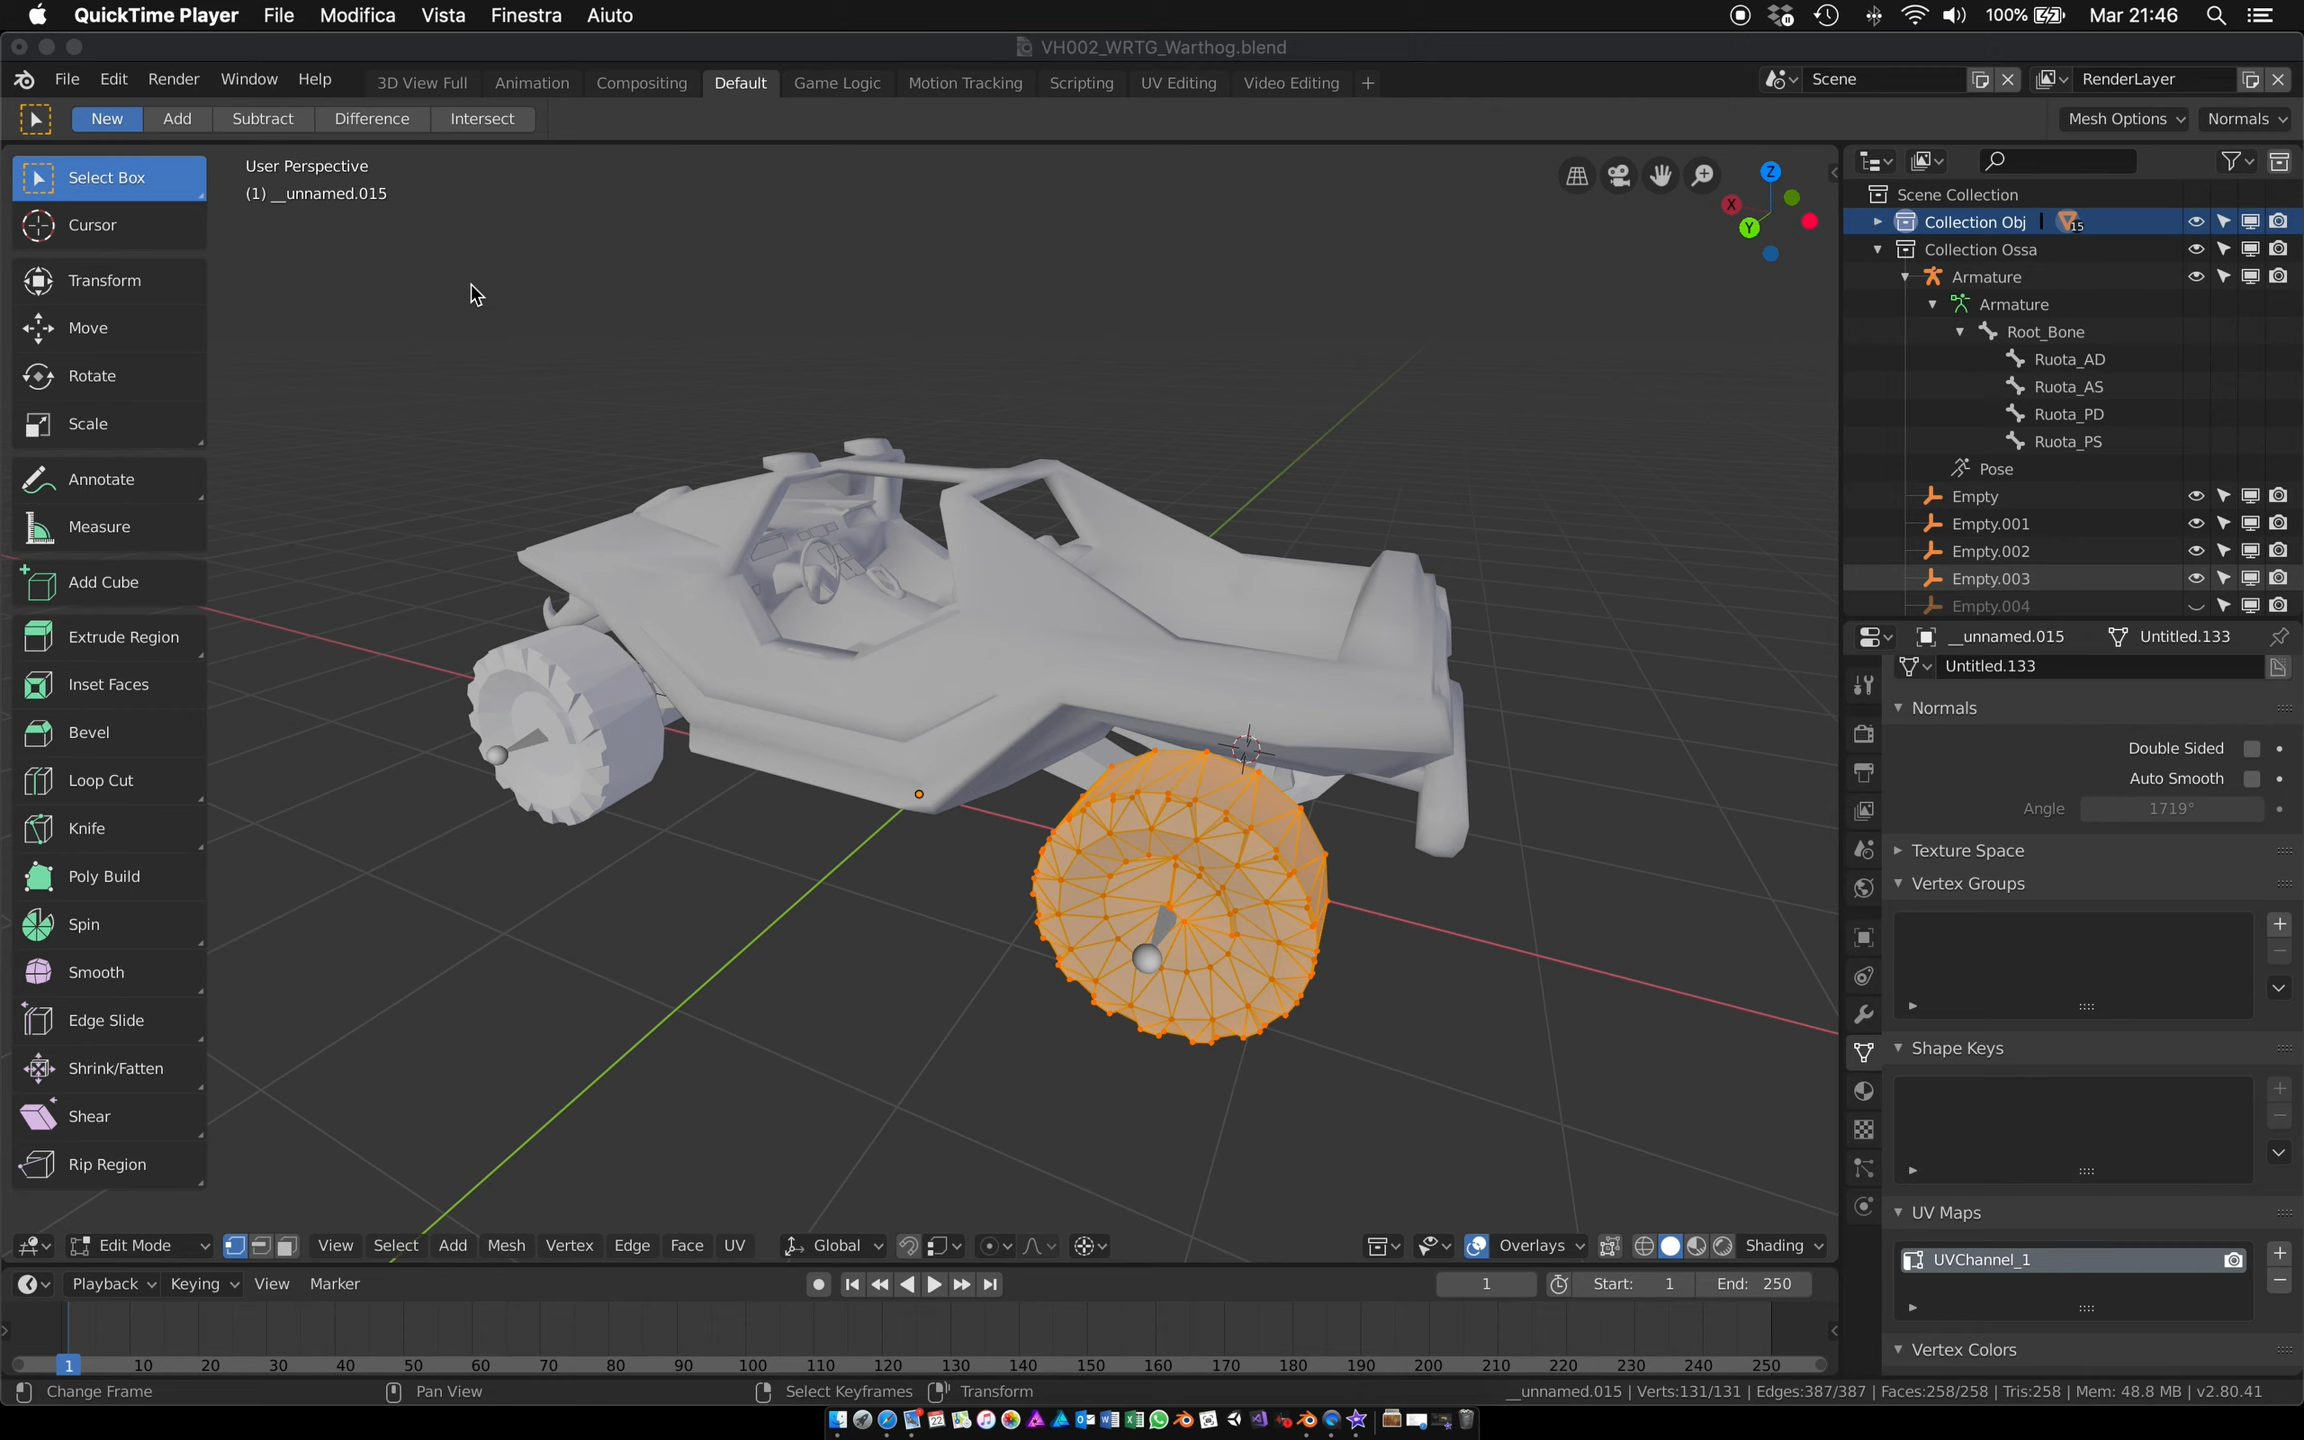 QuickTime Player File Modifica Vista Finestra Aiuto 100% Mar 21:46
VH002_WRTG_Warthog.blend
File Edit Render Window Help 3D View Full Animation Compositing Default Game Logic Motion Tracking Scripting UV Editing Video Editing + Scene RenderLayer
New Add Subtract Difference Intersect Mesh Options Normals
Select Box
Cursor
Transform
Move
Rotate
Scale
Annotate
Measure
Add Cube
Extrude Region
Inset Faces
Bevel
Loop Cut
Knife
Poly Build
Spin
Smooth
Edge Slide
Shrink/Fatten
Shear
Rip Region
User Perspective
(1) __unnamed.015
Z
X
Y
Scene Collection
Collection Obj 15
Collection Ossa
Armature
Armature
Root_Bone
Ruota_AD
Ruota_AS
Ruota_PD
Ruota_PS
Pose
Empty
Empty.001
Empty.002
Empty.003
Empty.004
__unnamed.015 Untitled.133
Untitled.133
Normals
Double Sided
Auto Smooth
Angle 1719°
Texture Space
Vertex Groups
Shape Keys
UV Maps
UVChannel_1
Vertex Colors
Edit Mode View Select Add Mesh Vertex Edge Face UV Global Overlays Shading
Playback Keying View Marker 1 Start: 1 End: 250
1 10 20 30 40 50 60 70 80 90 100 110 120 130 140 150 160 170 180 190 200 210 220 230 240 250
Change Frame Pan View Select Keyframes Transform __unnamed.015 | Verts:131/131 | Edges:387/387 | Faces:258/258 | Tris:258 | Mem: 48.8 MB | v2.80.41